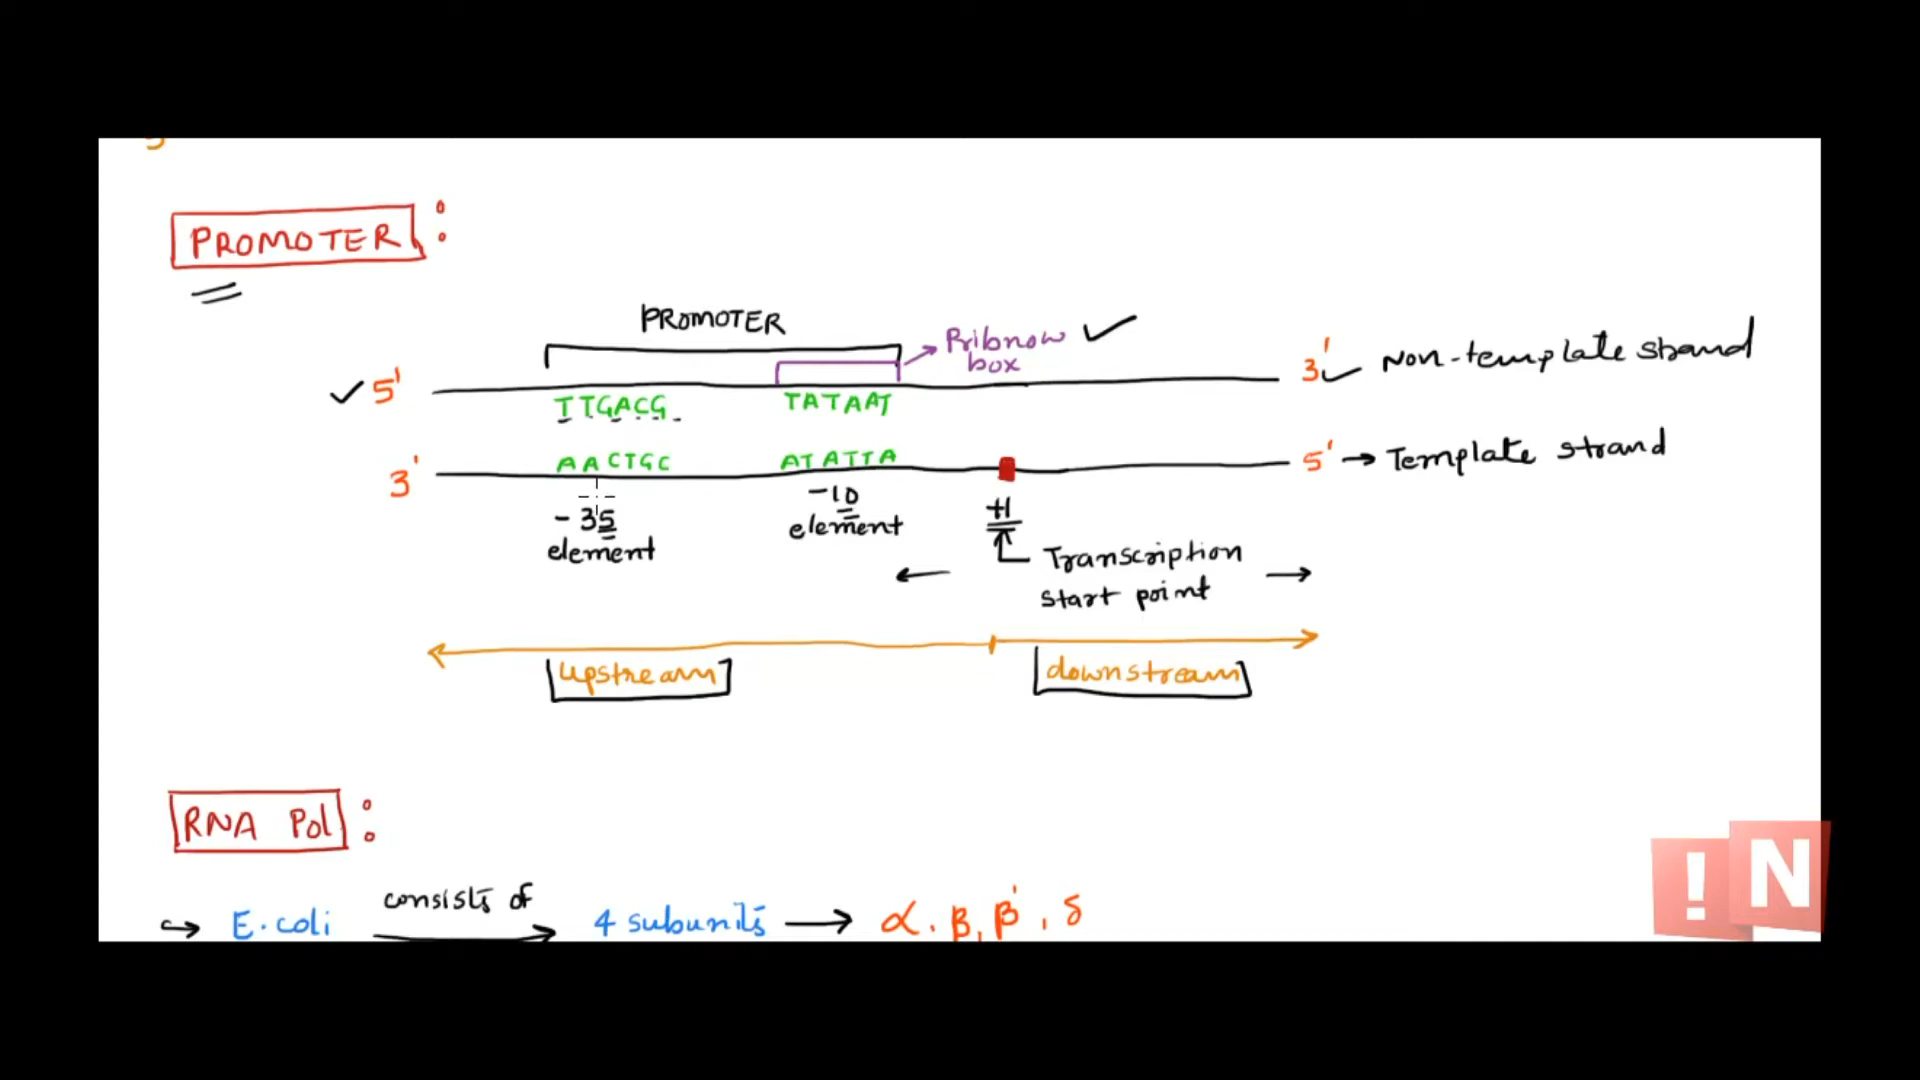 PROMOTER :
PROMOTER
Pribnow
box
5' 3' Non-template strand
TTGACG TATAAT
AACTGC ATATTA
3' 5' → Template strand
-35
element
-10
element
+1
Transcription
start point
upstream downstream
RNA Pol :
→ E.coli consists of 4 subunits → α, β, β', δ
! N